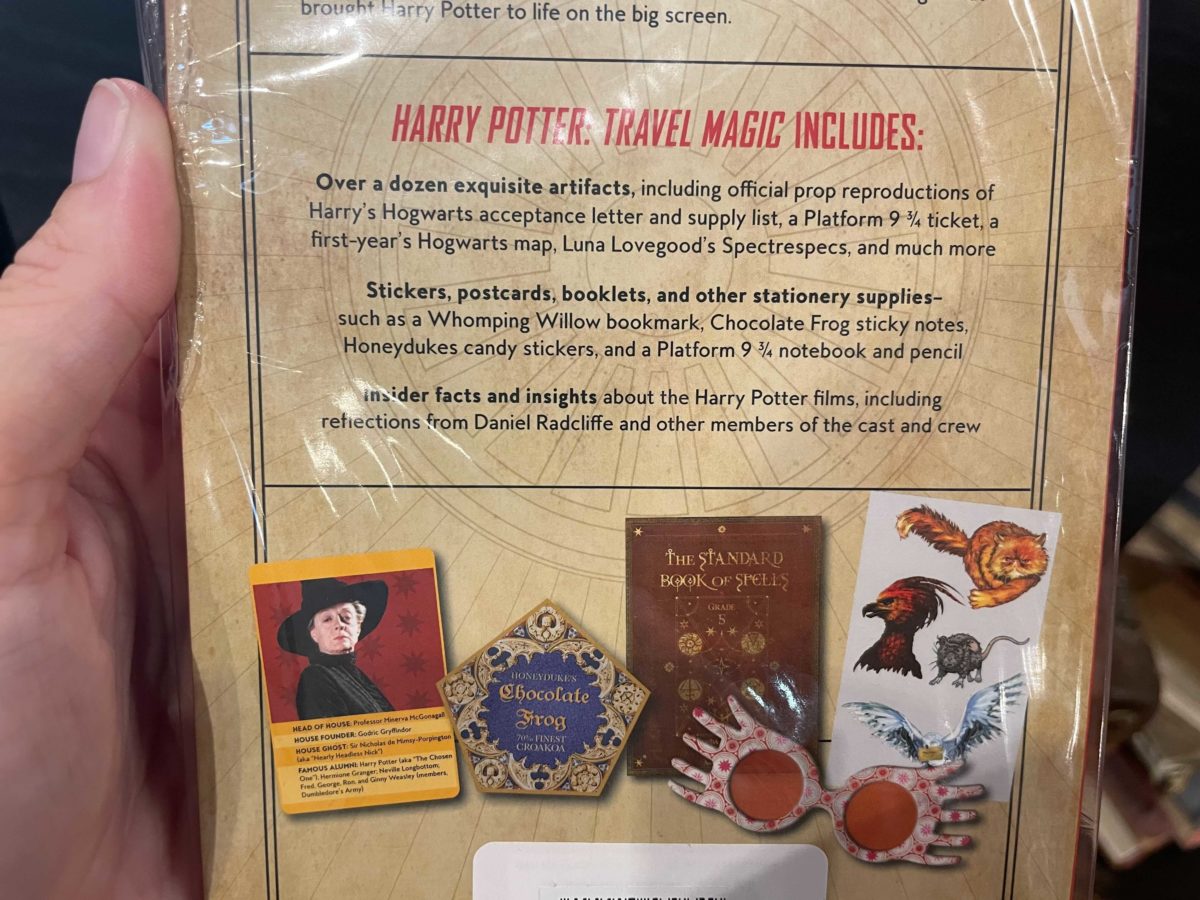 brought Harry Potter to life on the big screen.
HARRY POTTER: TRAVEL MAGIC INCLUDES:
Over a dozen exquisite artifacts, including official prop reproductions of
Harry's Hogwarts acceptance letter and supply list, a Platform 9 ¾ ticket, a
first-year's Hogwarts map, Luna Lovegood's Spectrespecs, and much more
Stickers, postcards, booklets, and other stationery supplies–
such as a Whomping Willow bookmark, Chocolate Frog sticky notes,
Honeydukes candy stickers, and a Platform 9 ¾ notebook and pencil
Insider facts and insights about the Harry Potter films, including
reflections from Daniel Radcliffe and other members of the cast and crew
HEAD OF HOUSE: Professor Minerva McGonagall
HOUSE FOUNDER: Godric Gryffindor
HOUSE GHOST: Sir Nicholas de Mimsy-Porpington
(aka "Nearly Headless Nick")
FAMOUS ALUMNI: Harry Potter (aka "The Chosen
One"); Hermione Granger; Neville Longbottom;
Fred, George, Ron, and Ginny Weasley (members,
Dumbledore's Army)
HONEYDUKE'S
Chocolate
Frog
70% FINEST
CROAKOA
THE STANDARD
BOOK OF SPELLS
GRADE
5